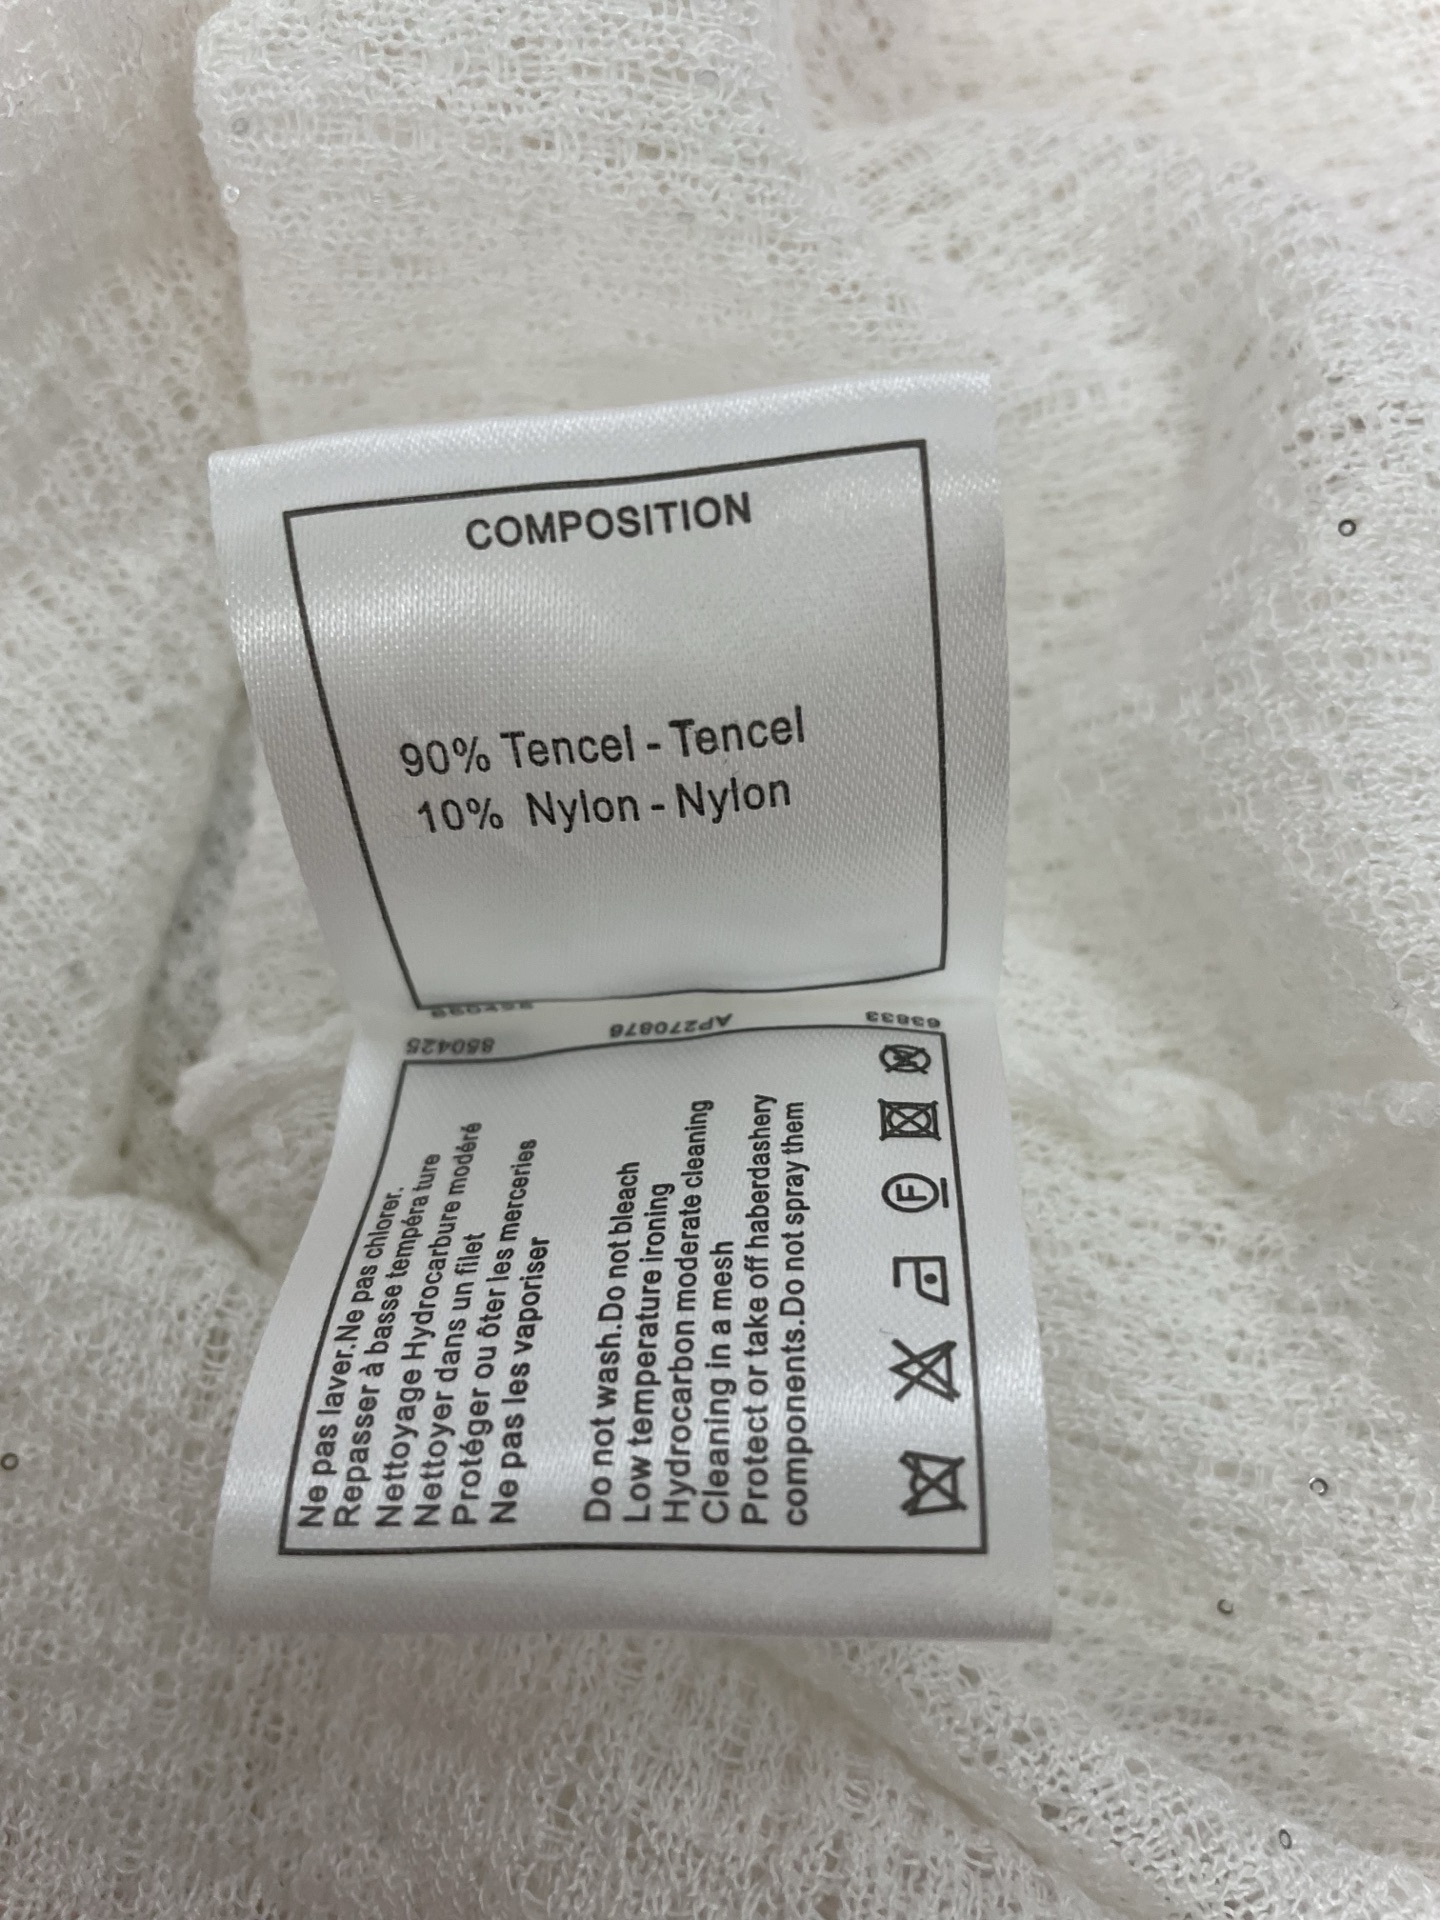 COMPOSITION
90% Tencel - Tencel
10% Nylon - Nylon
AP270876
63833
850425
Ne pas laver.Ne pas chlorer.
Repasser à basse tempéra ture
Nettoyage Hydrocarbure modéré
Nettoyer dans un filet
Protéger ou ôter les merceries
Ne pas les vaporiser
Do not wash.Do not bleach
Low temperature ironing
Hydrocarbon moderate cleaning
Cleaning in a mesh
Protect or take off haberdashery
components.Do not spray them
F
W